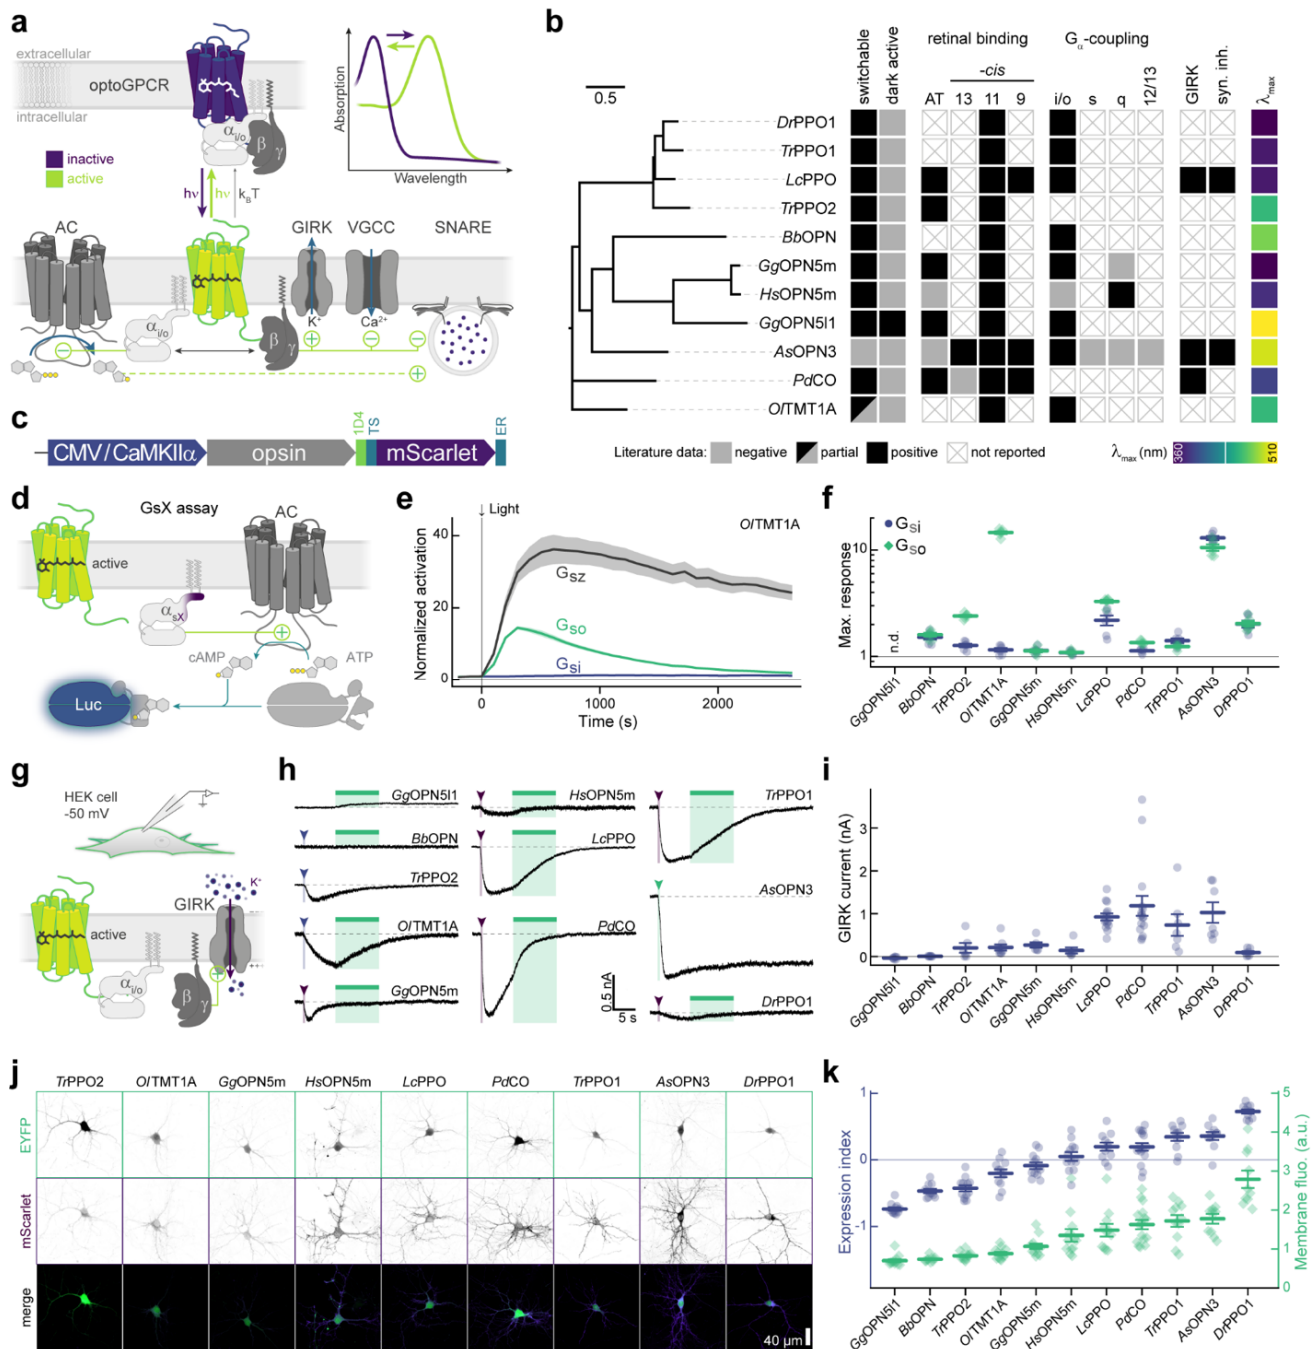 a
extracellular
optoGPCR
intracellular
αi/o
β
γ
inactive
active
hν
hν
kBT
Absorption
Wavelength
AC
GIRK
VGCC
SNARE
K⁺
Ca²⁺
αi/o
β
γ
b
0.5
switchable
dark active
retinal binding
-cis
AT
13
11
9
Gα-coupling
i/o
s
q
12/13
GIRK
syn. inh.
λmax
DrPPO1
TrPPO1
LcPPO
TrPPO2
BbOPN
GgOPN5m
HsOPN5m
GgOPN5l1
AsOPN3
PdCO
OlTMT1A
Literature data:
negative
partial
positive
not reported
λmax (nm)
360
510
c
CMV/CaMKIIα
opsin
1D4
TS
mScarlet
ER
d
GsX assay
AC
active
αsX
cAMP
ATP
Luc
e
Light
OlTMT1A
Normalized activation
40
20
0
Gsz
Gso
Gsi
0
1000
2000
Time (s)
f
Gsi
Gso
Max. response
10
1
n.d.
GgOPN5l1
BbOPN
TrPPO2
OlTMT1A
GgOPN5m
HsOPN5m
LcPPO
PdCO
TrPPO1
AsOPN3
DrPPO1
g
HEK cell
-50 mV
K⁺
GIRK
active
αi/o
β
γ
h
GgOPN5l1
BbOPN
TrPPO2
OlTMT1A
GgOPN5m
HsOPN5m
LcPPO
PdCO
TrPPO1
AsOPN3
DrPPO1
0.5 nA
5 s
i
GIRK current (nA)
3
2
1
0
GgOPN5l1
BbOPN
TrPPO2
OlTMT1A
GgOPN5m
HsOPN5m
LcPPO
PdCO
TrPPO1
AsOPN3
DrPPO1
j
TrPPO2
OlTMT1A
GgOPN5m
HsOPN5m
LcPPO
PdCO
TrPPO1
AsOPN3
DrPPO1
EYFP
mScarlet
merge
40 µm
k
Expression index
1
0
-1
Membrane fluo. (a.u.)
5
4
3
2
1
0
GgOPN5l1
BbOPN
TrPPO2
OlTMT1A
GgOPN5m
HsOPN5m
LcPPO
PdCO
TrPPO1
AsOPN3
DrPPO1